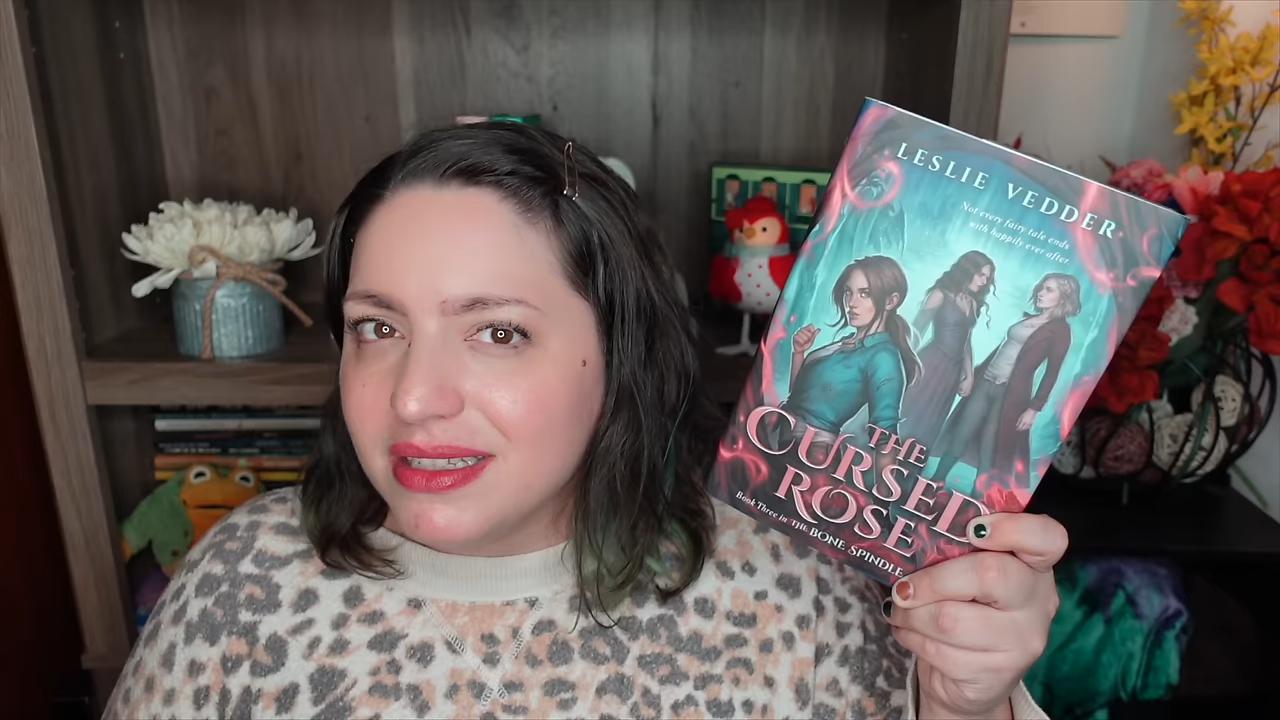 LESLIE VEDDER
Not every fairy tale ends
with happily ever after.
THE
CURSED
ROSE
Book Three in THE BONE SPINDLE